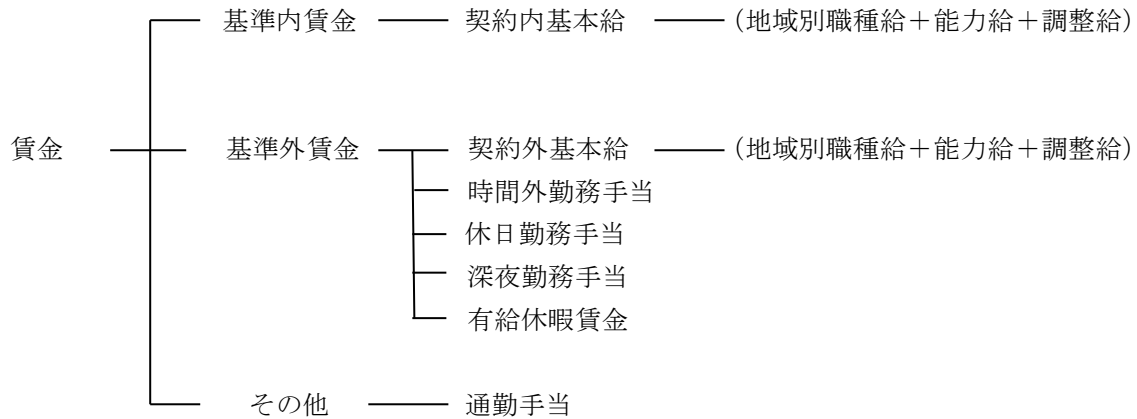 基準内賃金 契約内基本給 (地域別職種給+能力給+調整給)
賃金 基準外賃金 契約外基本給 (地域別職種給+能力給+調整給)
時間外勤務手当
休日勤務手当
深夜勤務手当
有給休暇賃金
その他 通勤手当